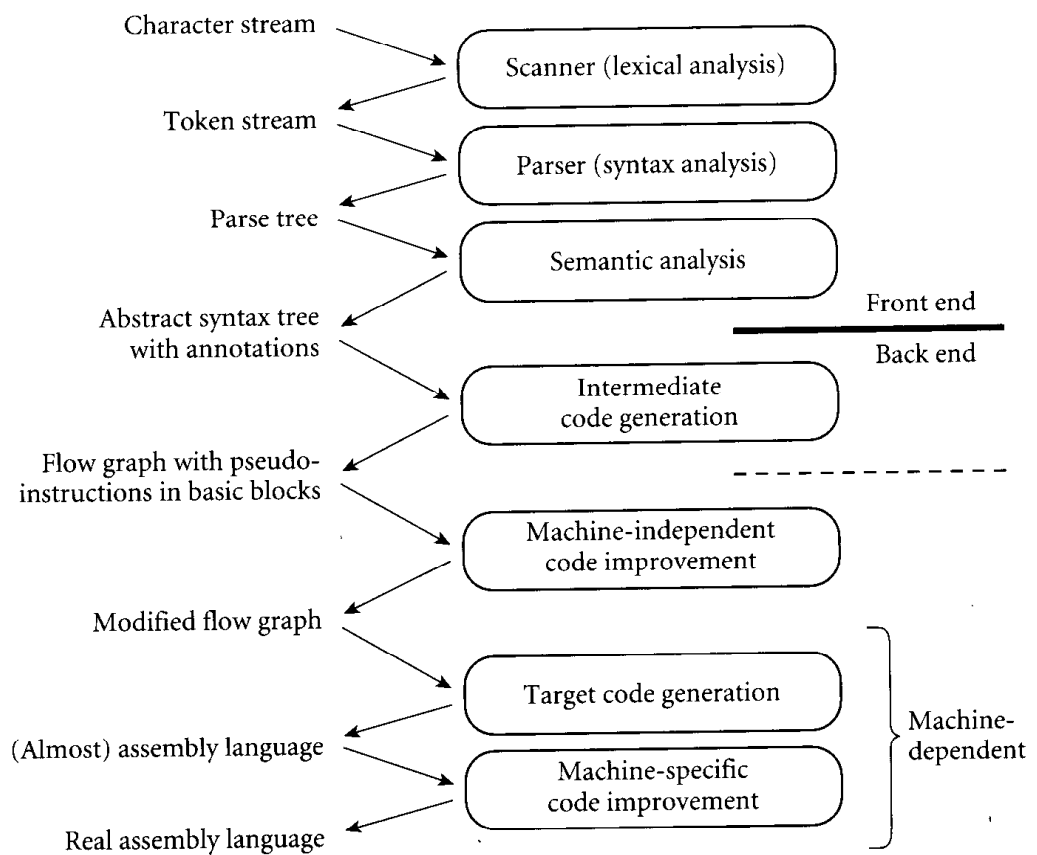 Character stream
Scanner (lexical analysis)
Token stream
Parser (syntax analysis)
Parse tree
Semantic analysis
Front end
Abstract syntax tree
with annotations
Back end
Intermediate
code generation
Flow graph with pseudo-
instructions in basic blocks
Machine-independent
code improvement
Modified flow graph
Target code generation
Machine-
dependent
(Almost) assembly language
Machine-specific
code improvement
Real assembly language